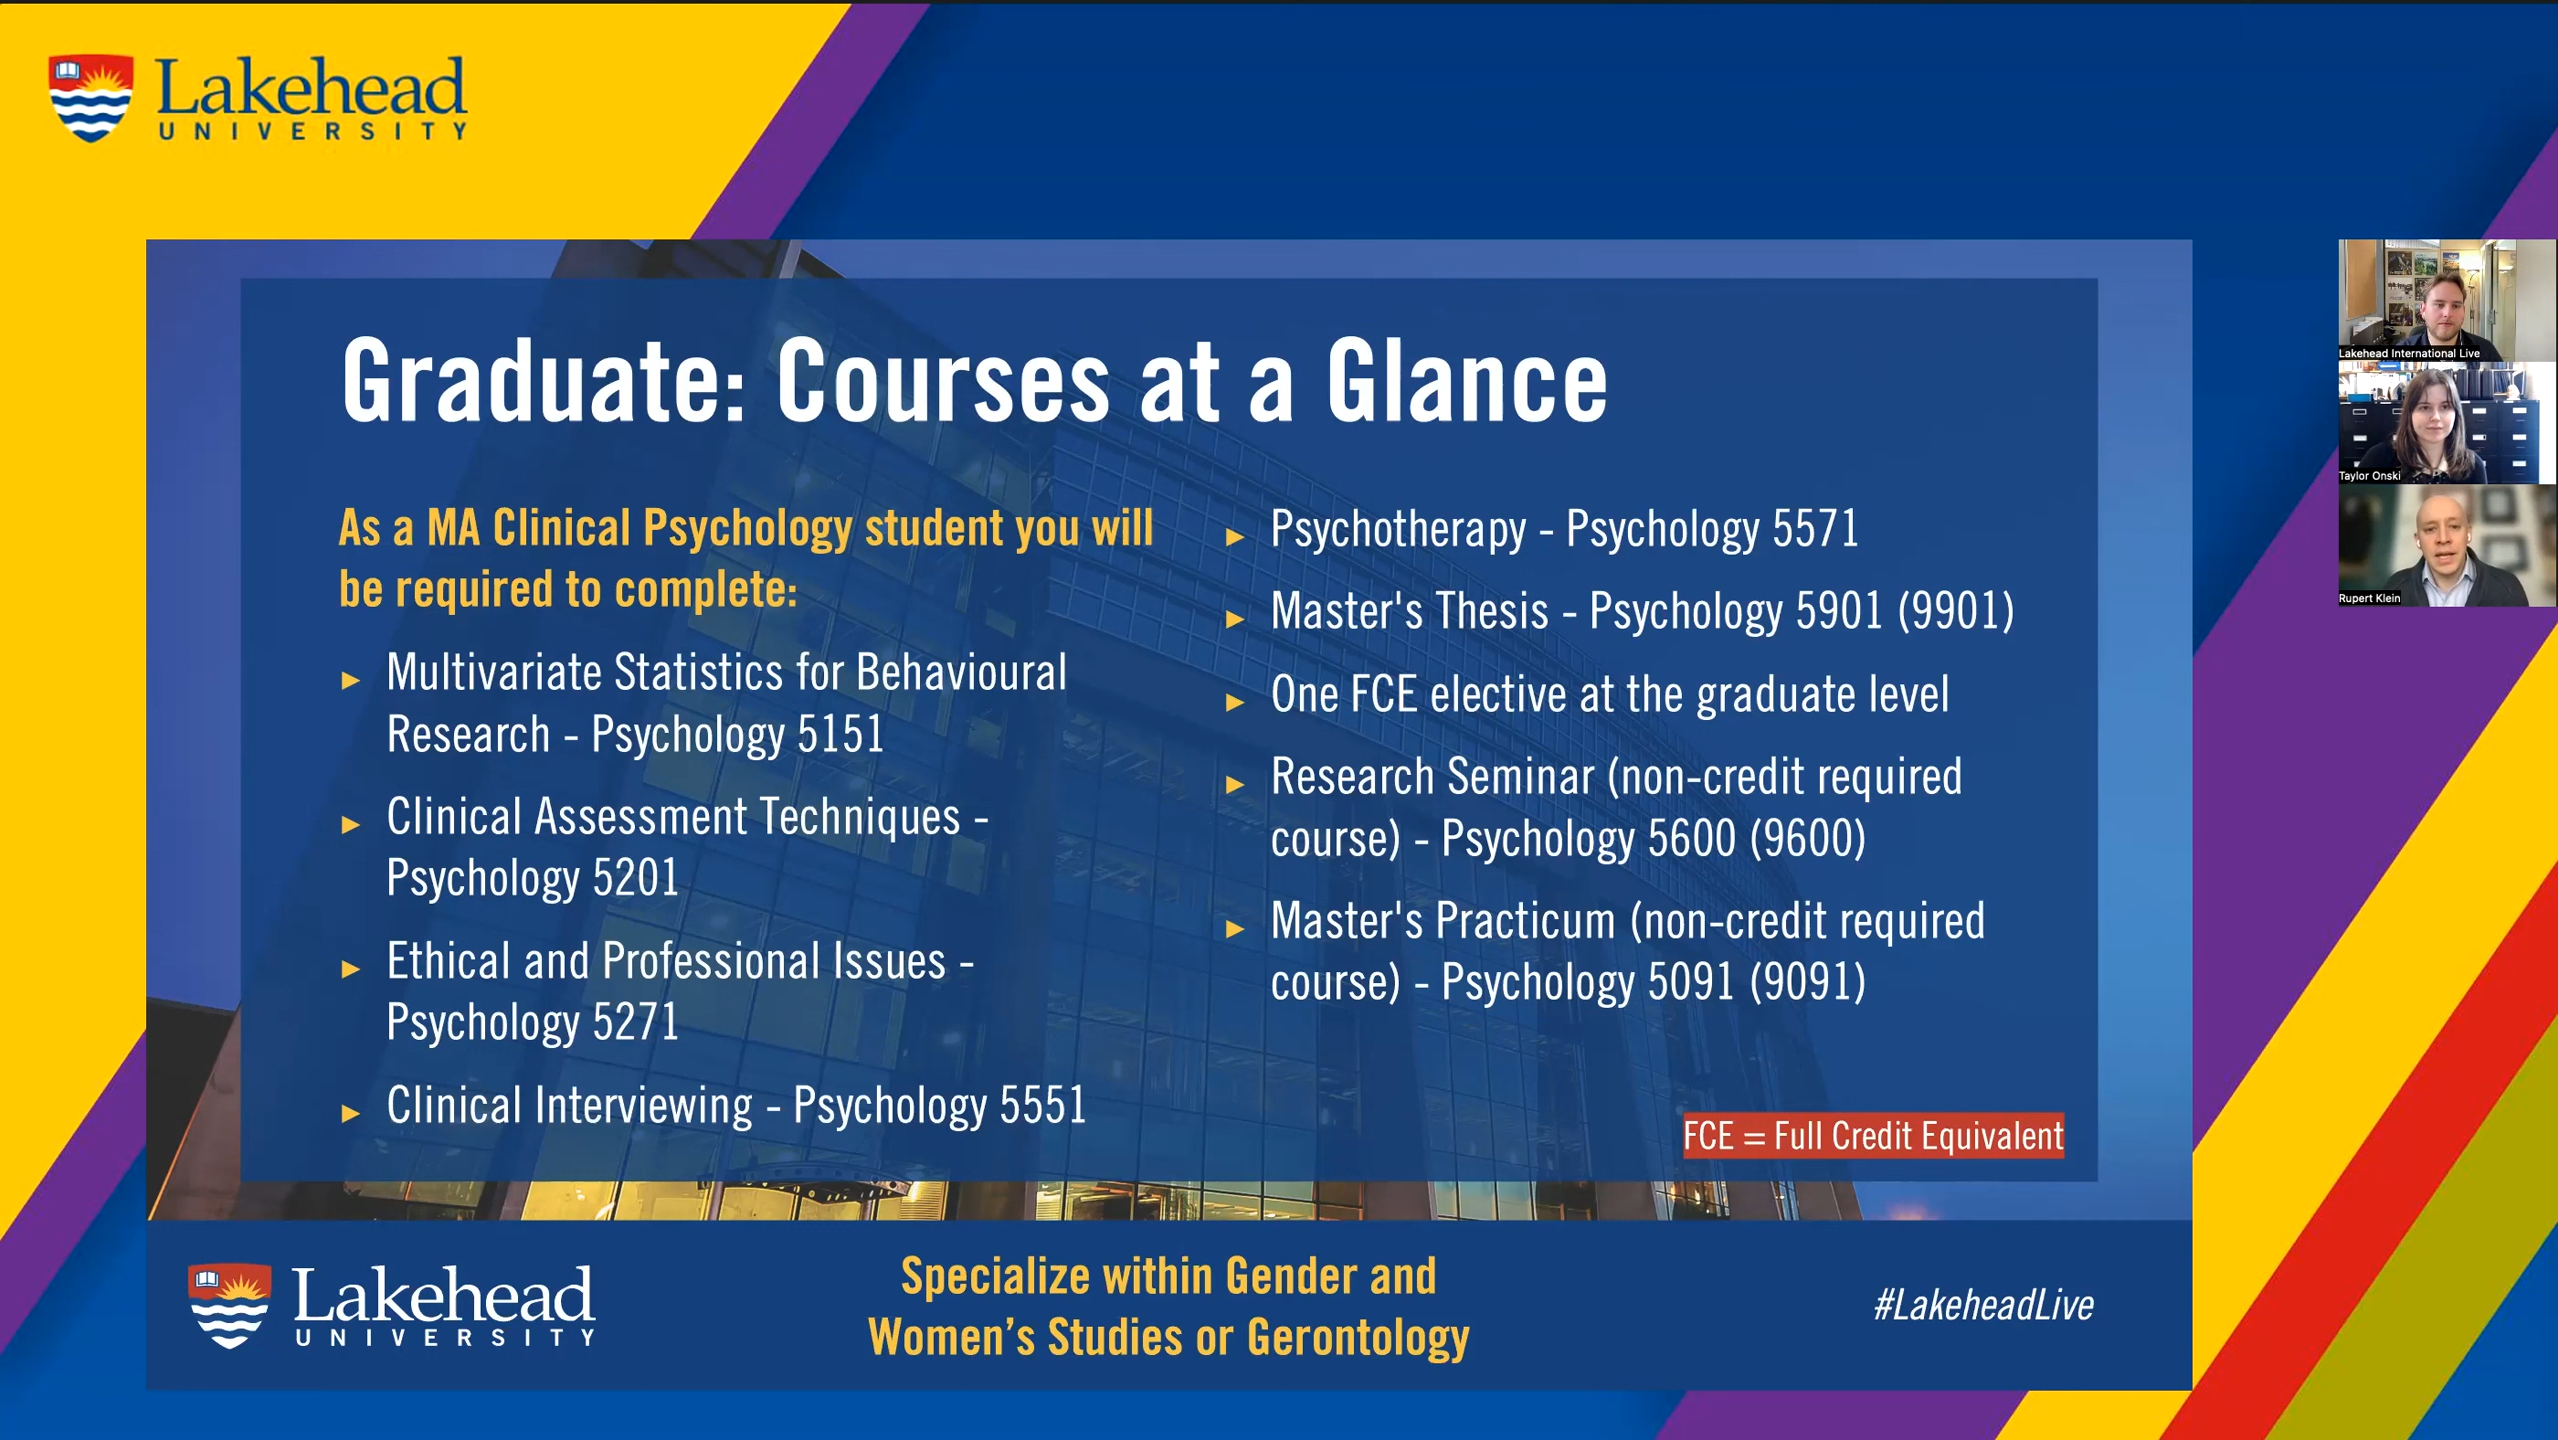 Lakehead
UNIVERSITY
Graduate: Courses at a Glance
As a MA Clinical Psychology student you will
be required to complete:
► Multivariate Statistics for Behavioural
Research - Psychology 5151
► Clinical Assessment Techniques -
Psychology 5201
► Ethical and Professional Issues -
Psychology 5271
► Clinical Interviewing - Psychology 5551
► Psychotherapy - Psychology 5571
► Master's Thesis - Psychology 5901 (9901)
► One FCE elective at the graduate level
► Research Seminar (non-credit required
course) - Psychology 5600 (9600)
► Master's Practicum (non-credit required
course) - Psychology 5091 (9091)
FCE = Full Credit Equivalent
Lakehead
UNIVERSITY
Specialize within Gender and
Women’s Studies or Gerontology
#LakeheadLive
Lakehead International Live
Taylor Onski
Rupert Klein